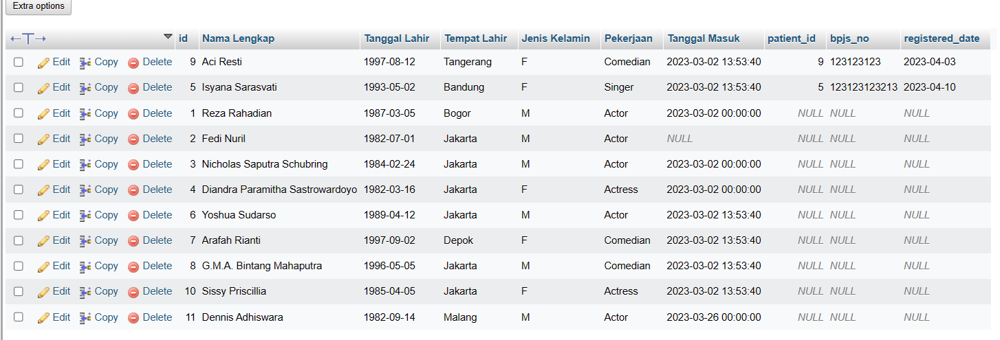 Extra options
←T→ id Nama Lengkap Tanggal Lahir Tempat Lahir Jenis Kelamin Pekerjaan Tanggal Masuk patient_id bpjs_no registered_date
Edit Copy Delete 9 Aci Resti 1997-08-12 Tangerang F Comedian 2023-03-02 13:53:40 9 123123123 2023-04-03
Edit Copy Delete 5 Isyana Sarasvati 1993-05-02 Bandung F Singer 2023-03-02 13:53:40 5 123123123213 2023-04-10
Edit Copy Delete 1 Reza Rahadian 1987-03-05 Bogor M Actor 2023-03-02 00:00:00 NULL NULL NULL
Edit Copy Delete 2 Fedi Nuril 1982-07-01 Jakarta M Actor NULL NULL NULL NULL
Edit Copy Delete 3 Nicholas Saputra Schubring 1984-02-24 Jakarta M Actor 2023-03-02 00:00:00 NULL NULL NULL
Edit Copy Delete 4 Diandra Paramitha Sastrowardoyo 1982-03-16 Jakarta F Actress 2023-03-02 00:00:00 NULL NULL NULL
Edit Copy Delete 6 Yoshua Sudarso 1989-04-12 Jakarta M Actor 2023-03-02 13:53:40 NULL NULL NULL
Edit Copy Delete 7 Arafah Rianti 1997-09-02 Depok F Comedian 2023-03-02 13:53:40 NULL NULL NULL
Edit Copy Delete 8 G.M.A. Bintang Mahaputra 1996-05-05 Jakarta M Comedian 2023-03-02 13:53:40 NULL NULL NULL
Edit Copy Delete 10 Sissy Priscillia 1985-04-05 Jakarta F Actress 2023-03-02 13:53:40 NULL NULL NULL
Edit Copy Delete 11 Dennis Adhiswara 1982-09-14 Malang M Actor 2023-03-26 00:00:00 NULL NULL NULL